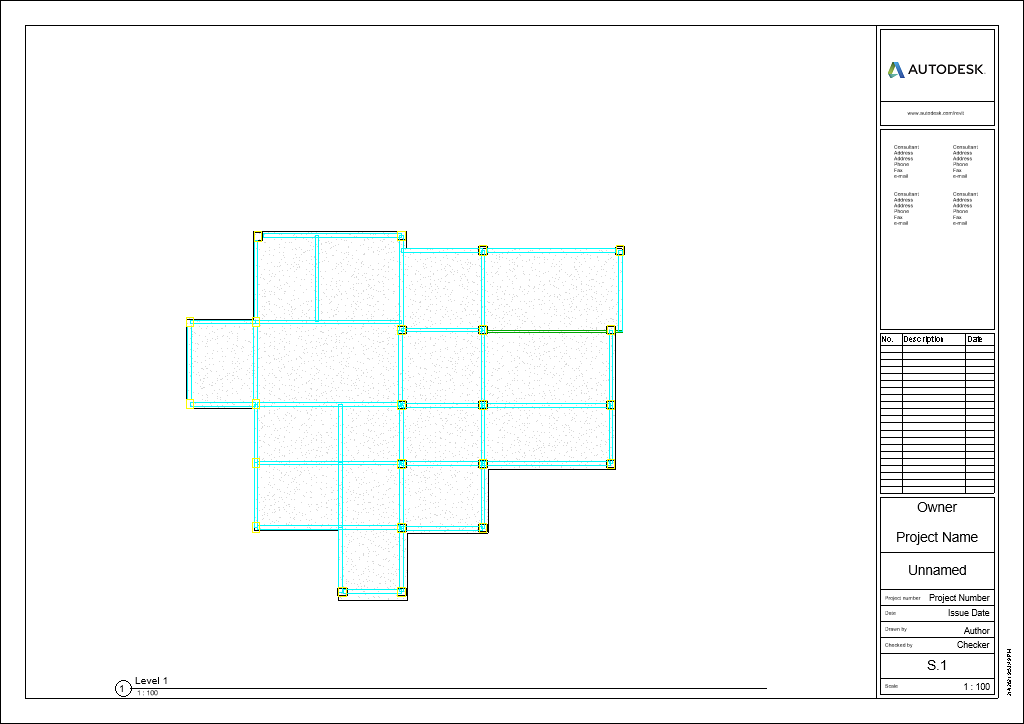 AUTODESK.
www.autodesk.com/revit
Consultant
Address
Address
Phone
Fax
e-mail
Consultant
Address
Address
Phone
Fax
e-mail
Consultant
Address
Address
Phone
Fax
e-mail
Consultant
Address
Address
Phone
Fax
e-mail
No. Description Date
Owner
Project Name
Unnamed
Project number Project Number
Date Issue Date
Drawn by Author
Checked by Checker
S.1
Scale 1 : 100
1 Level 1
1 : 100